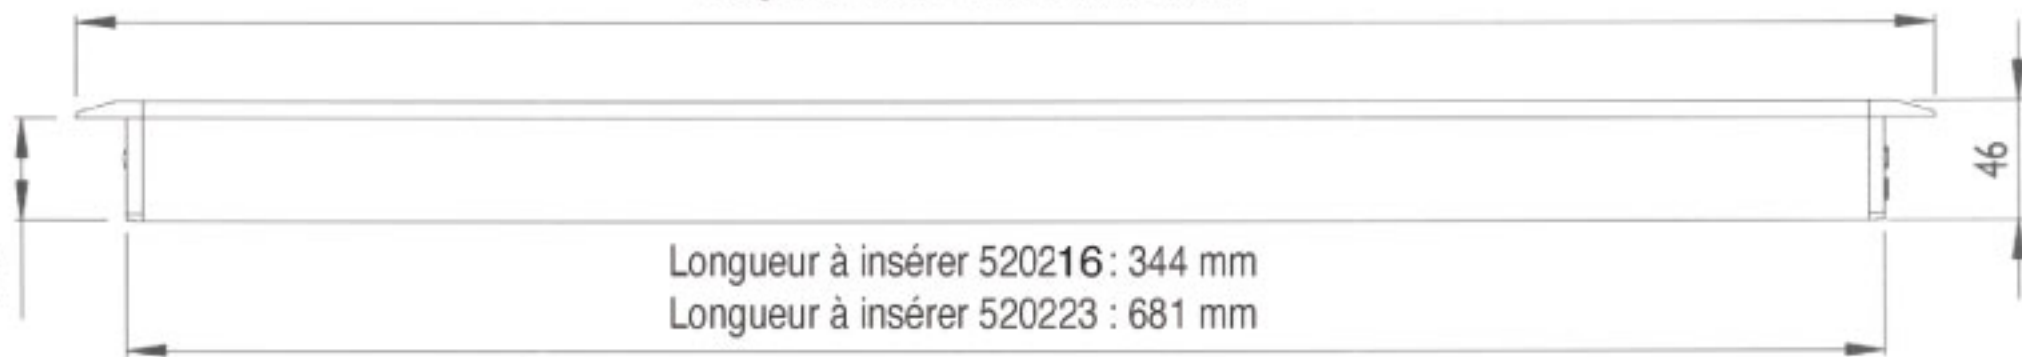 46
Longueur à insérer 520216 : 344 mm
Longueur à insérer 520223 : 681 mm